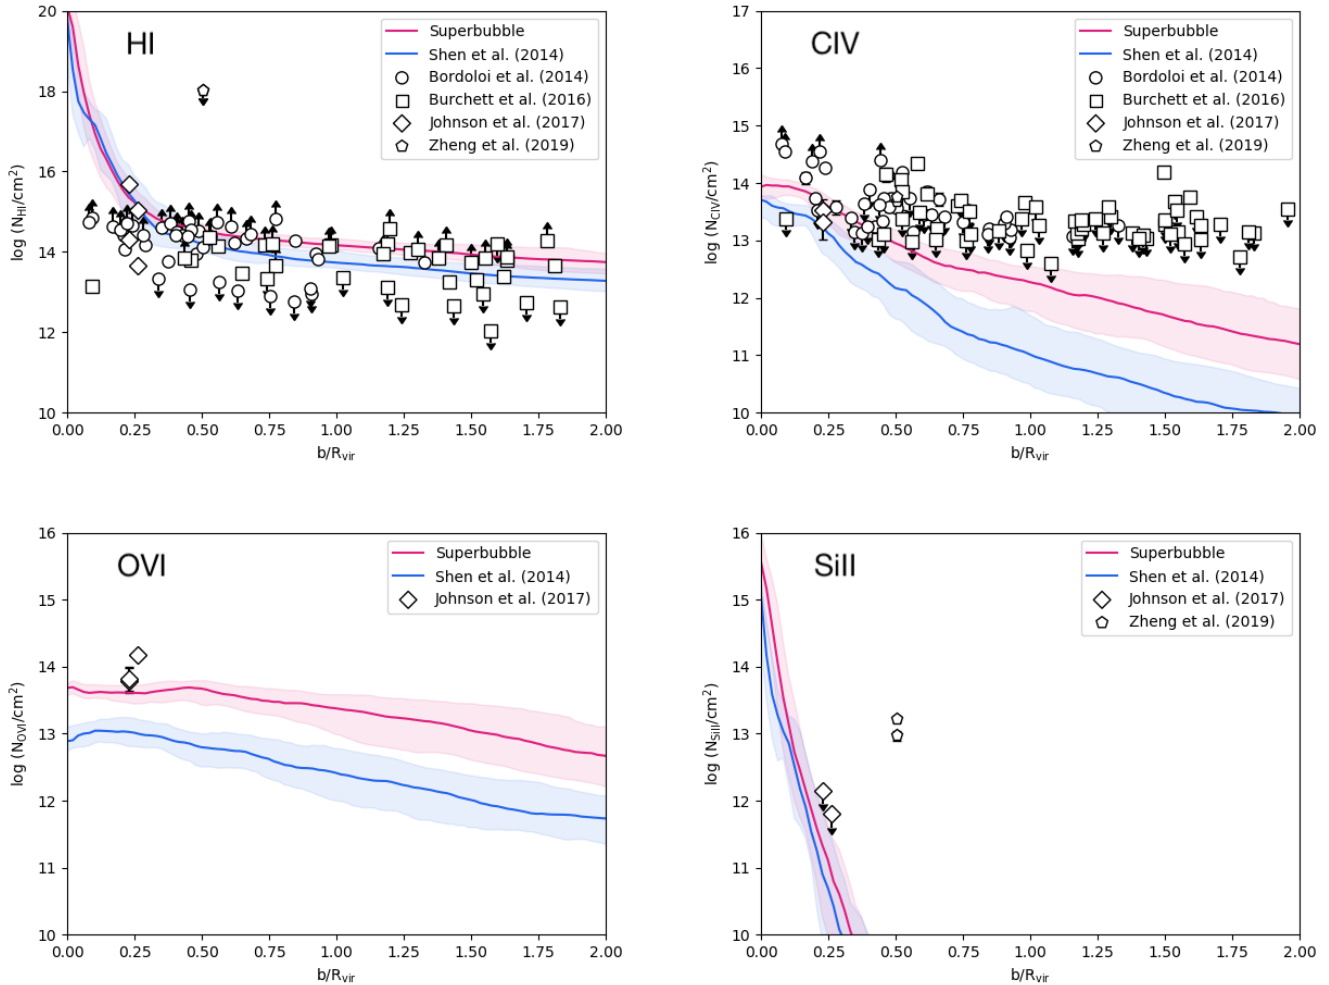 HI
Superbubble
Shen et al. (2014)
Bordoloi et al. (2014)
Burchett et al. (2016)
Johnson et al. (2017)
Zheng et al. (2019)
log (N_HI/cm²)
20
18
16
14
12
10
0.00 0.25 0.50 0.75 1.00 1.25 1.50 1.75 2.00
b/R_vir
CIV
Superbubble
Shen et al. (2014)
Bordoloi et al. (2014)
Burchett et al. (2016)
Johnson et al. (2017)
Zheng et al. (2019)
log (N_CIV/cm²)
17
16
15
14
13
12
11
10
0.00 0.25 0.50 0.75 1.00 1.25 1.50 1.75 2.00
b/R_vir
OVI
Superbubble
Shen et al. (2014)
Johnson et al. (2017)
log (N_OVI/cm²)
16
15
14
13
12
11
10
0.00 0.25 0.50 0.75 1.00 1.25 1.50 1.75 2.00
b/R_vir
SiII
Superbubble
Shen et al. (2014)
Johnson et al. (2017)
Zheng et al. (2019)
log (N_SiII/cm²)
16
15
14
13
12
11
10
0.00 0.25 0.50 0.75 1.00 1.25 1.50 1.75 2.00
b/R_vir